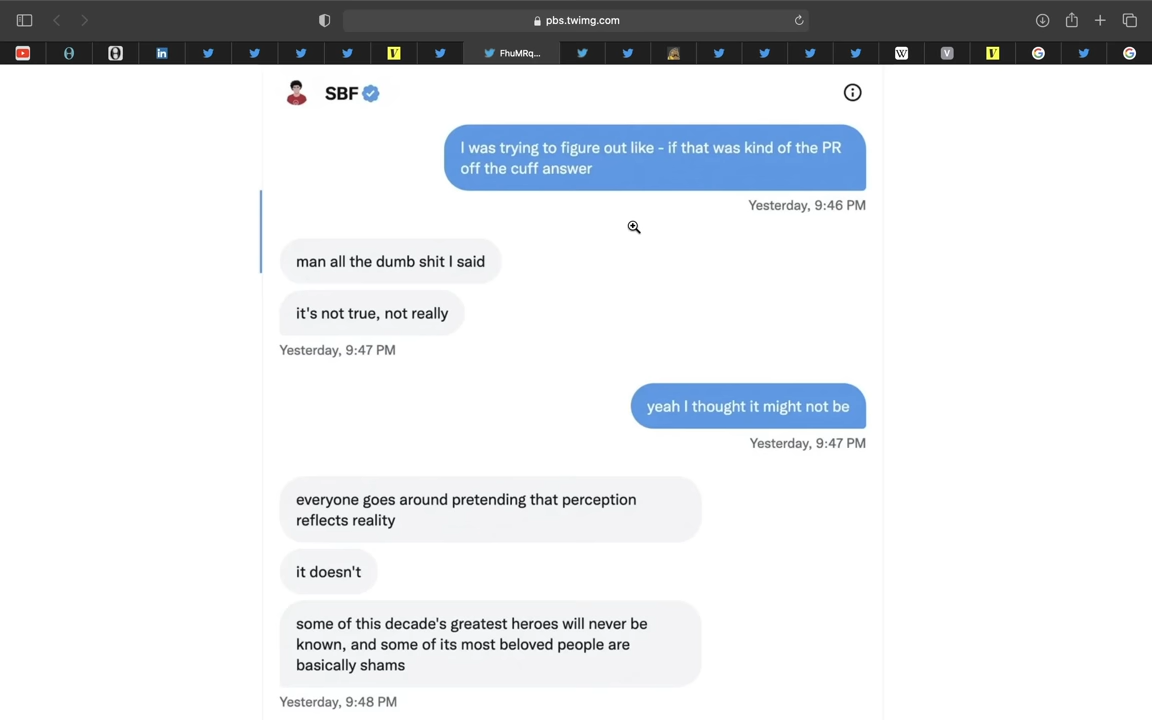 pbs.twimg.com
FhuMRq...
SBF
I was trying to figure out like - if that was kind of the PR
off the cuff answer
Yesterday, 9:46 PM
man all the dumb shit I said
it's not true, not really
Yesterday, 9:47 PM
yeah I thought it might not be
Yesterday, 9:47 PM
everyone goes around pretending that perception
reflects reality
it doesn't
some of this decade's greatest heroes will never be
known, and some of its most beloved people are
basically shams
Yesterday, 9:48 PM